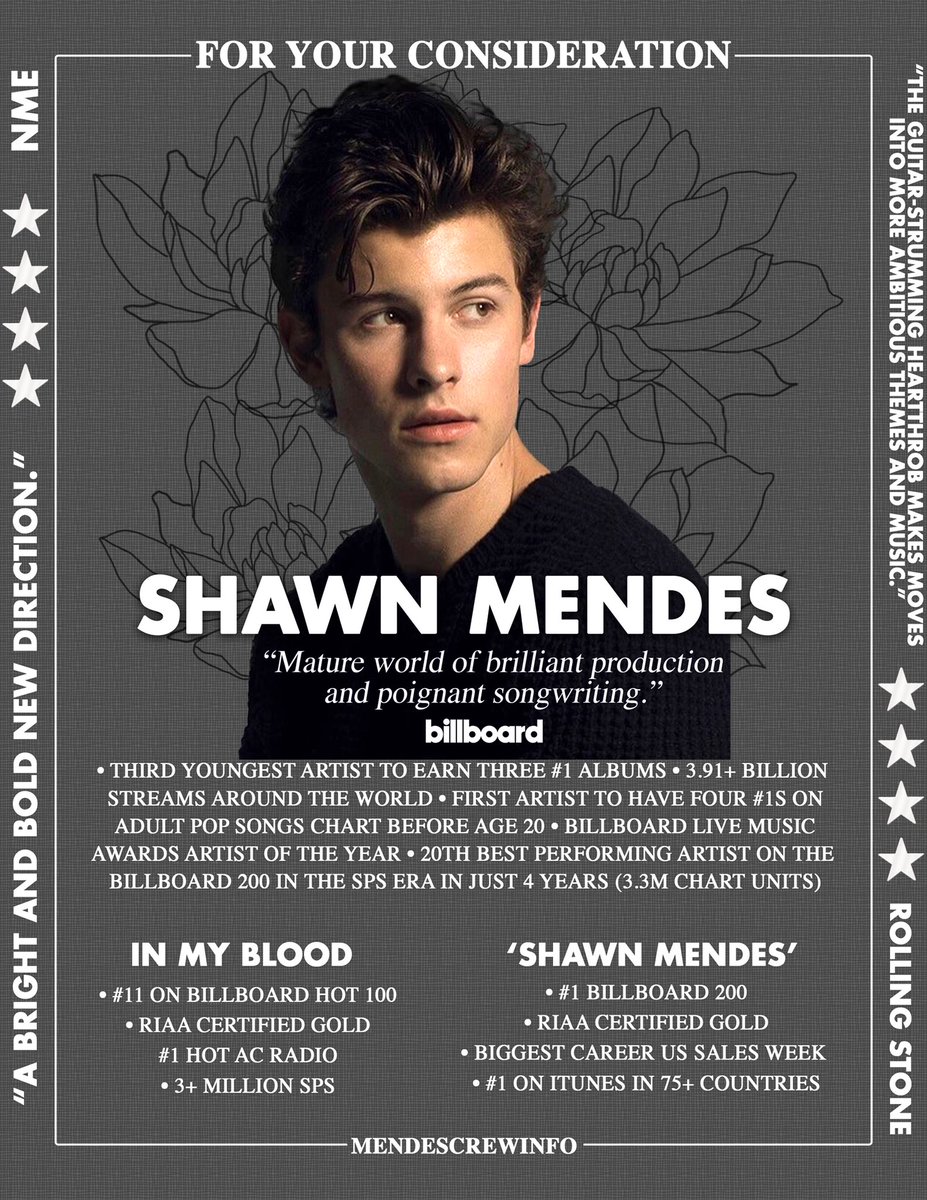 FOR YOUR CONSIDERATION
“A BRIGHT AND BOLD NEW DIRECTION.” ★ ★ ★ ★ NME
“THE GUITAR-STRUMMING HEARTTHROB MAKES MOVES
INTO MORE AMBITIOUS THEMES AND MUSIC.” ★ ★ ★ ★ ROLLING STONE
SHAWN MENDES
“Mature world of brilliant production
and poignant songwriting.”
billboard
• THIRD YOUNGEST ARTIST TO EARN THREE #1 ALBUMS • 3.91+ BILLION
STREAMS AROUND THE WORLD • FIRST ARTIST TO HAVE FOUR #1S ON
ADULT POP SONGS CHART BEFORE AGE 20 • BILLBOARD LIVE MUSIC
AWARDS ARTIST OF THE YEAR • 20TH BEST PERFORMING ARTIST ON THE
BILLBOARD 200 IN THE SPS ERA IN JUST 4 YEARS (3.3M CHART UNITS)
IN MY BLOOD
• #11 ON BILLBOARD HOT 100
• RIAA CERTIFIED GOLD
#1 HOT AC RADIO
• 3+ MILLION SPS
‘SHAWN MENDES’
• #1 BILLBOARD 200
• RIAA CERTIFIED GOLD
• BIGGEST CAREER US SALES WEEK
• #1 ON ITUNES IN 75+ COUNTRIES
MENDESCREWINFO